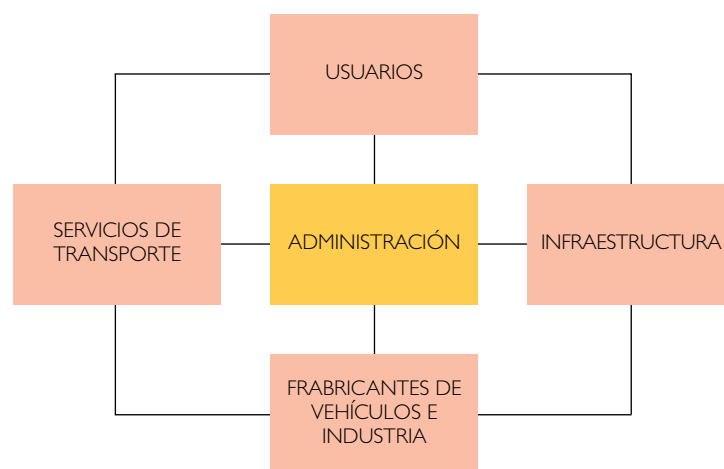 USUARIOS
SERVICIOS DE
TRANSPORTE
ADMINISTRACIÓN
INFRAESTRUCTURA
FRABRICANTES DE
VEHÍCULOS E
INDUSTRIA